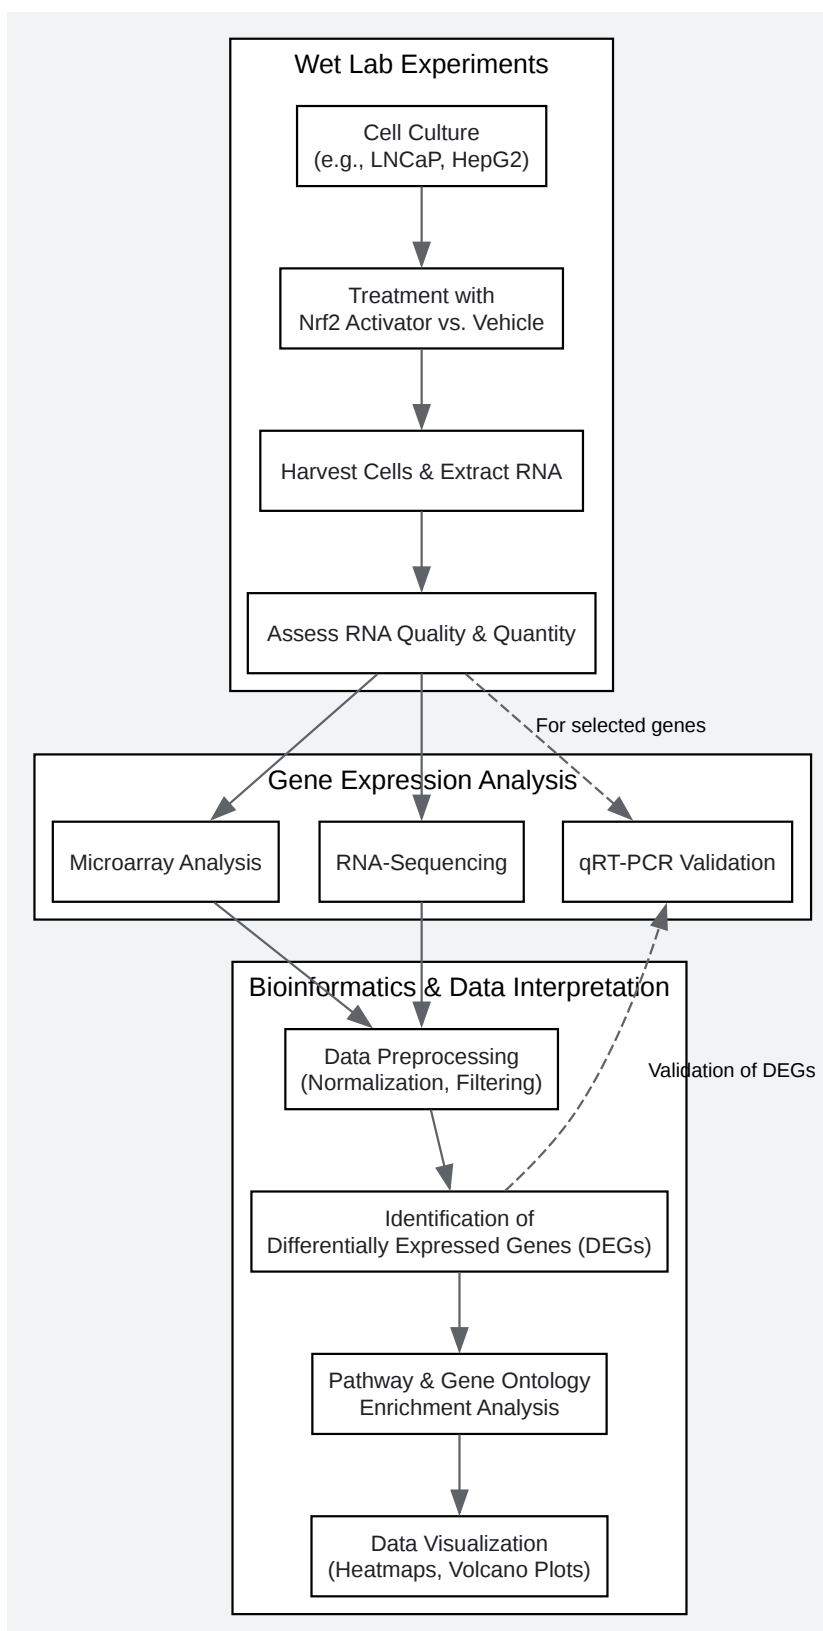 Wet Lab Experiments
Cell Culture
(e.g., LNCaP, HepG2)
Treatment with
Nrf2 Activator vs. Vehicle
Harvest Cells & Extract RNA
Assess RNA Quality & Quantity
For selected genes
Gene Expression Analysis
Microarray Analysis
RNA-Sequencing
qRT-PCR Validation
Bioinformatics & Data Interpretation
Data Preprocessing
(Normalization, Filtering)
Validation of DEGs
Identification of
Differentially Expressed Genes (DEGs)
Pathway & Gene Ontology
Enrichment Analysis
Data Visualization
(Heatmaps, Volcano Plots)